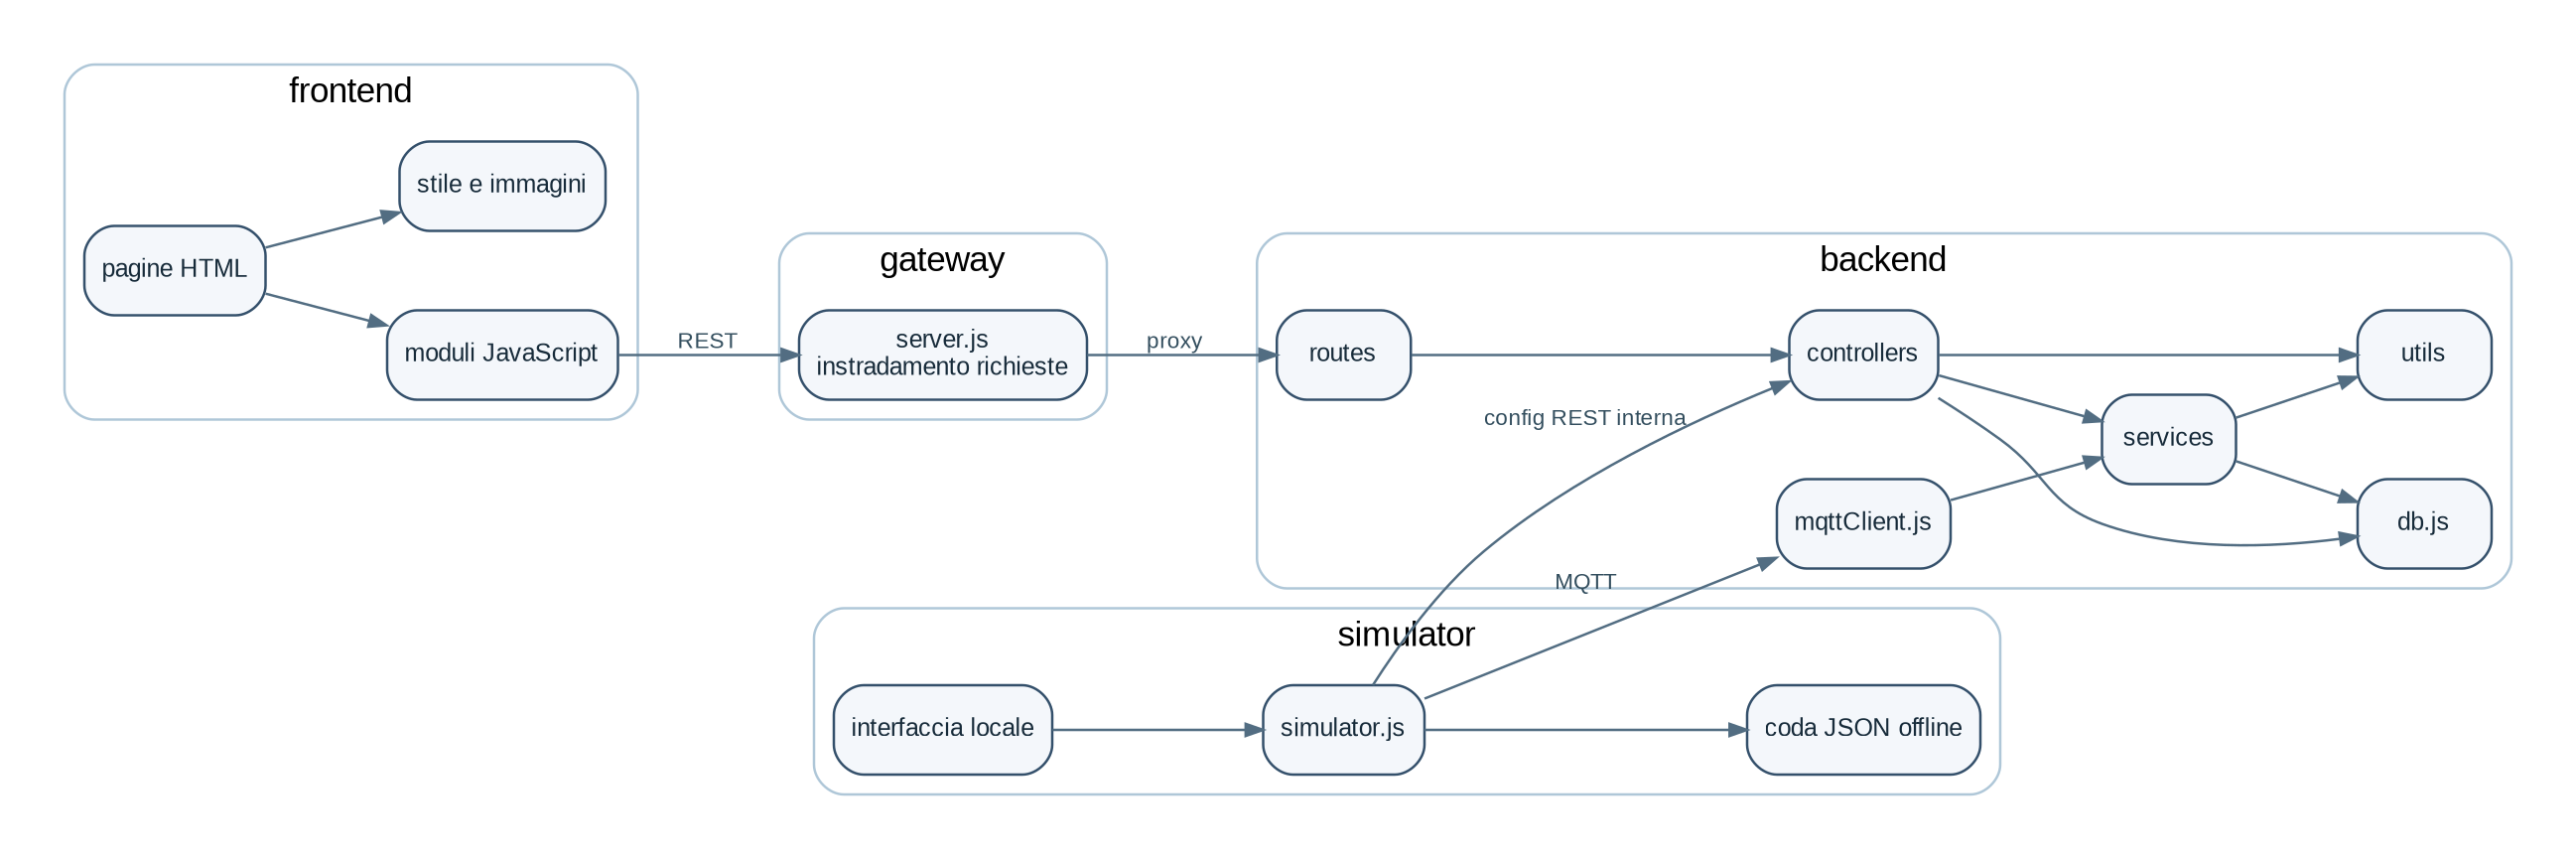 frontend
stile e immagini
pagine HTML
moduli JavaScript
REST
gateway
server.js
instradamento richieste
proxy
backend
routes
controllers
utils
config REST interna
services
mqttClient.js
db.js
MQTT
simulator
interfaccia locale
simulator.js
coda JSON offline